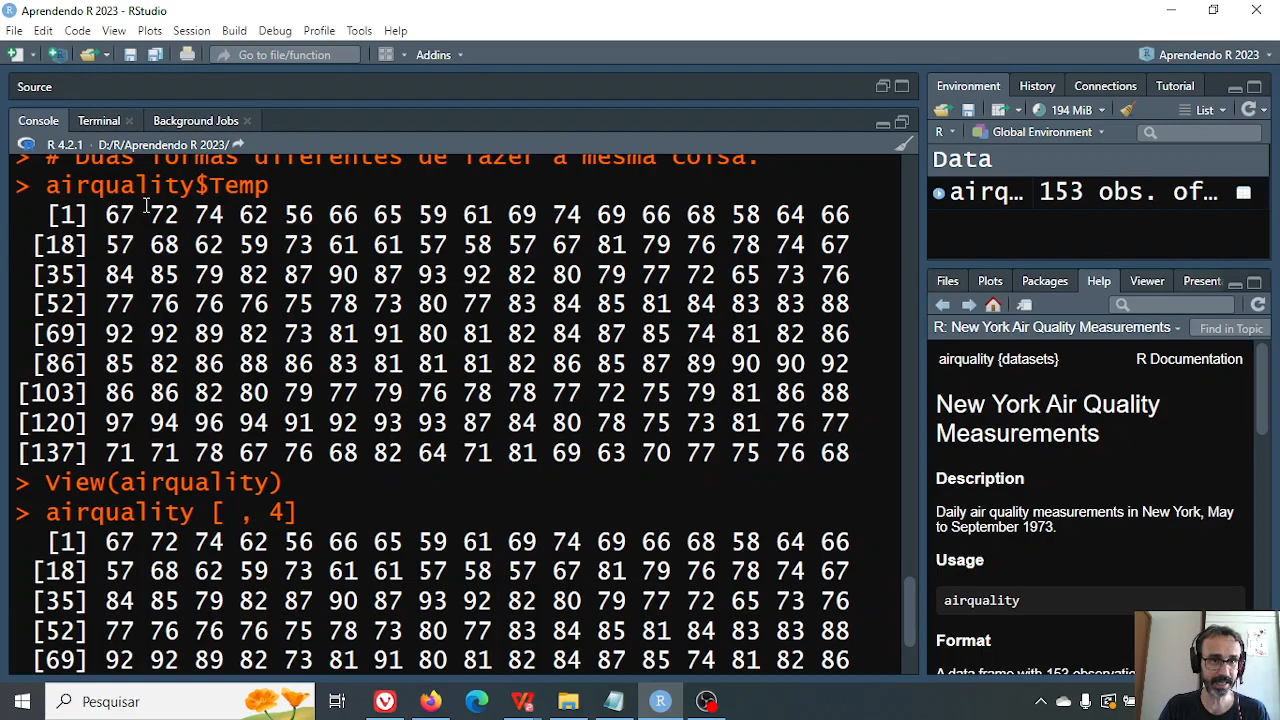 Aprendendo R 2023 - RStudio
File Edit Code View Plots Session Build Debug Profile Tools Help
Go to file/function Addins Aprendendo R 2023
Source
Console Terminal Background Jobs
R 4.2.1 · D:/R/Aprendendo R 2023/
> # Duas formas diferentes de fazer a mesma coisa.
> airquality$Temp
[1] 67 72 74 62 56 66 65 59 61 69 74 69 66 68 58 64 66
[18] 57 68 62 59 73 61 61 57 58 57 67 81 79 76 78 74 67
[35] 84 85 79 82 87 90 87 93 92 82 80 79 77 72 65 73 76
[52] 77 76 76 76 75 78 73 80 77 83 84 85 81 84 83 83 88
[69] 92 92 89 82 73 81 91 80 81 82 84 87 85 74 81 82 86
[86] 85 82 86 88 86 83 81 81 81 82 86 85 87 89 90 90 92
[103] 86 86 82 80 79 77 79 76 78 78 77 72 75 79 81 86 88
[120] 97 94 96 94 91 92 93 93 87 84 80 78 75 73 81 76 77
[137] 71 71 78 67 76 68 82 64 71 81 69 63 70 77 75 76 68
> View(airquality)
> airquality [ , 4]
[1] 67 72 74 62 56 66 65 59 61 69 74 69 66 68 58 64 66
[18] 57 68 62 59 73 61 61 57 58 57 67 81 79 76 78 74 67
[35] 84 85 79 82 87 90 87 93 92 82 80 79 77 72 65 73 76
[52] 77 76 76 76 75 78 73 80 77 83 84 85 81 84 83 83 88
[69] 92 92 89 82 73 81 91 80 81 82 84 87 85 74 81 82 86
Environment History Connections Tutorial
194 MiB List
R Global Environment
Data
airq... 153 obs. of...
Files Plots Packages Help Viewer Present
R: New York Air Quality Measurements Find in Topic
airquality {datasets} R Documentation
New York Air Quality
Measurements
Description
Daily air quality measurements in New York, May
to September 1973.
Usage
airquality
Format
A data frame with 153 observatio
Pesquisar